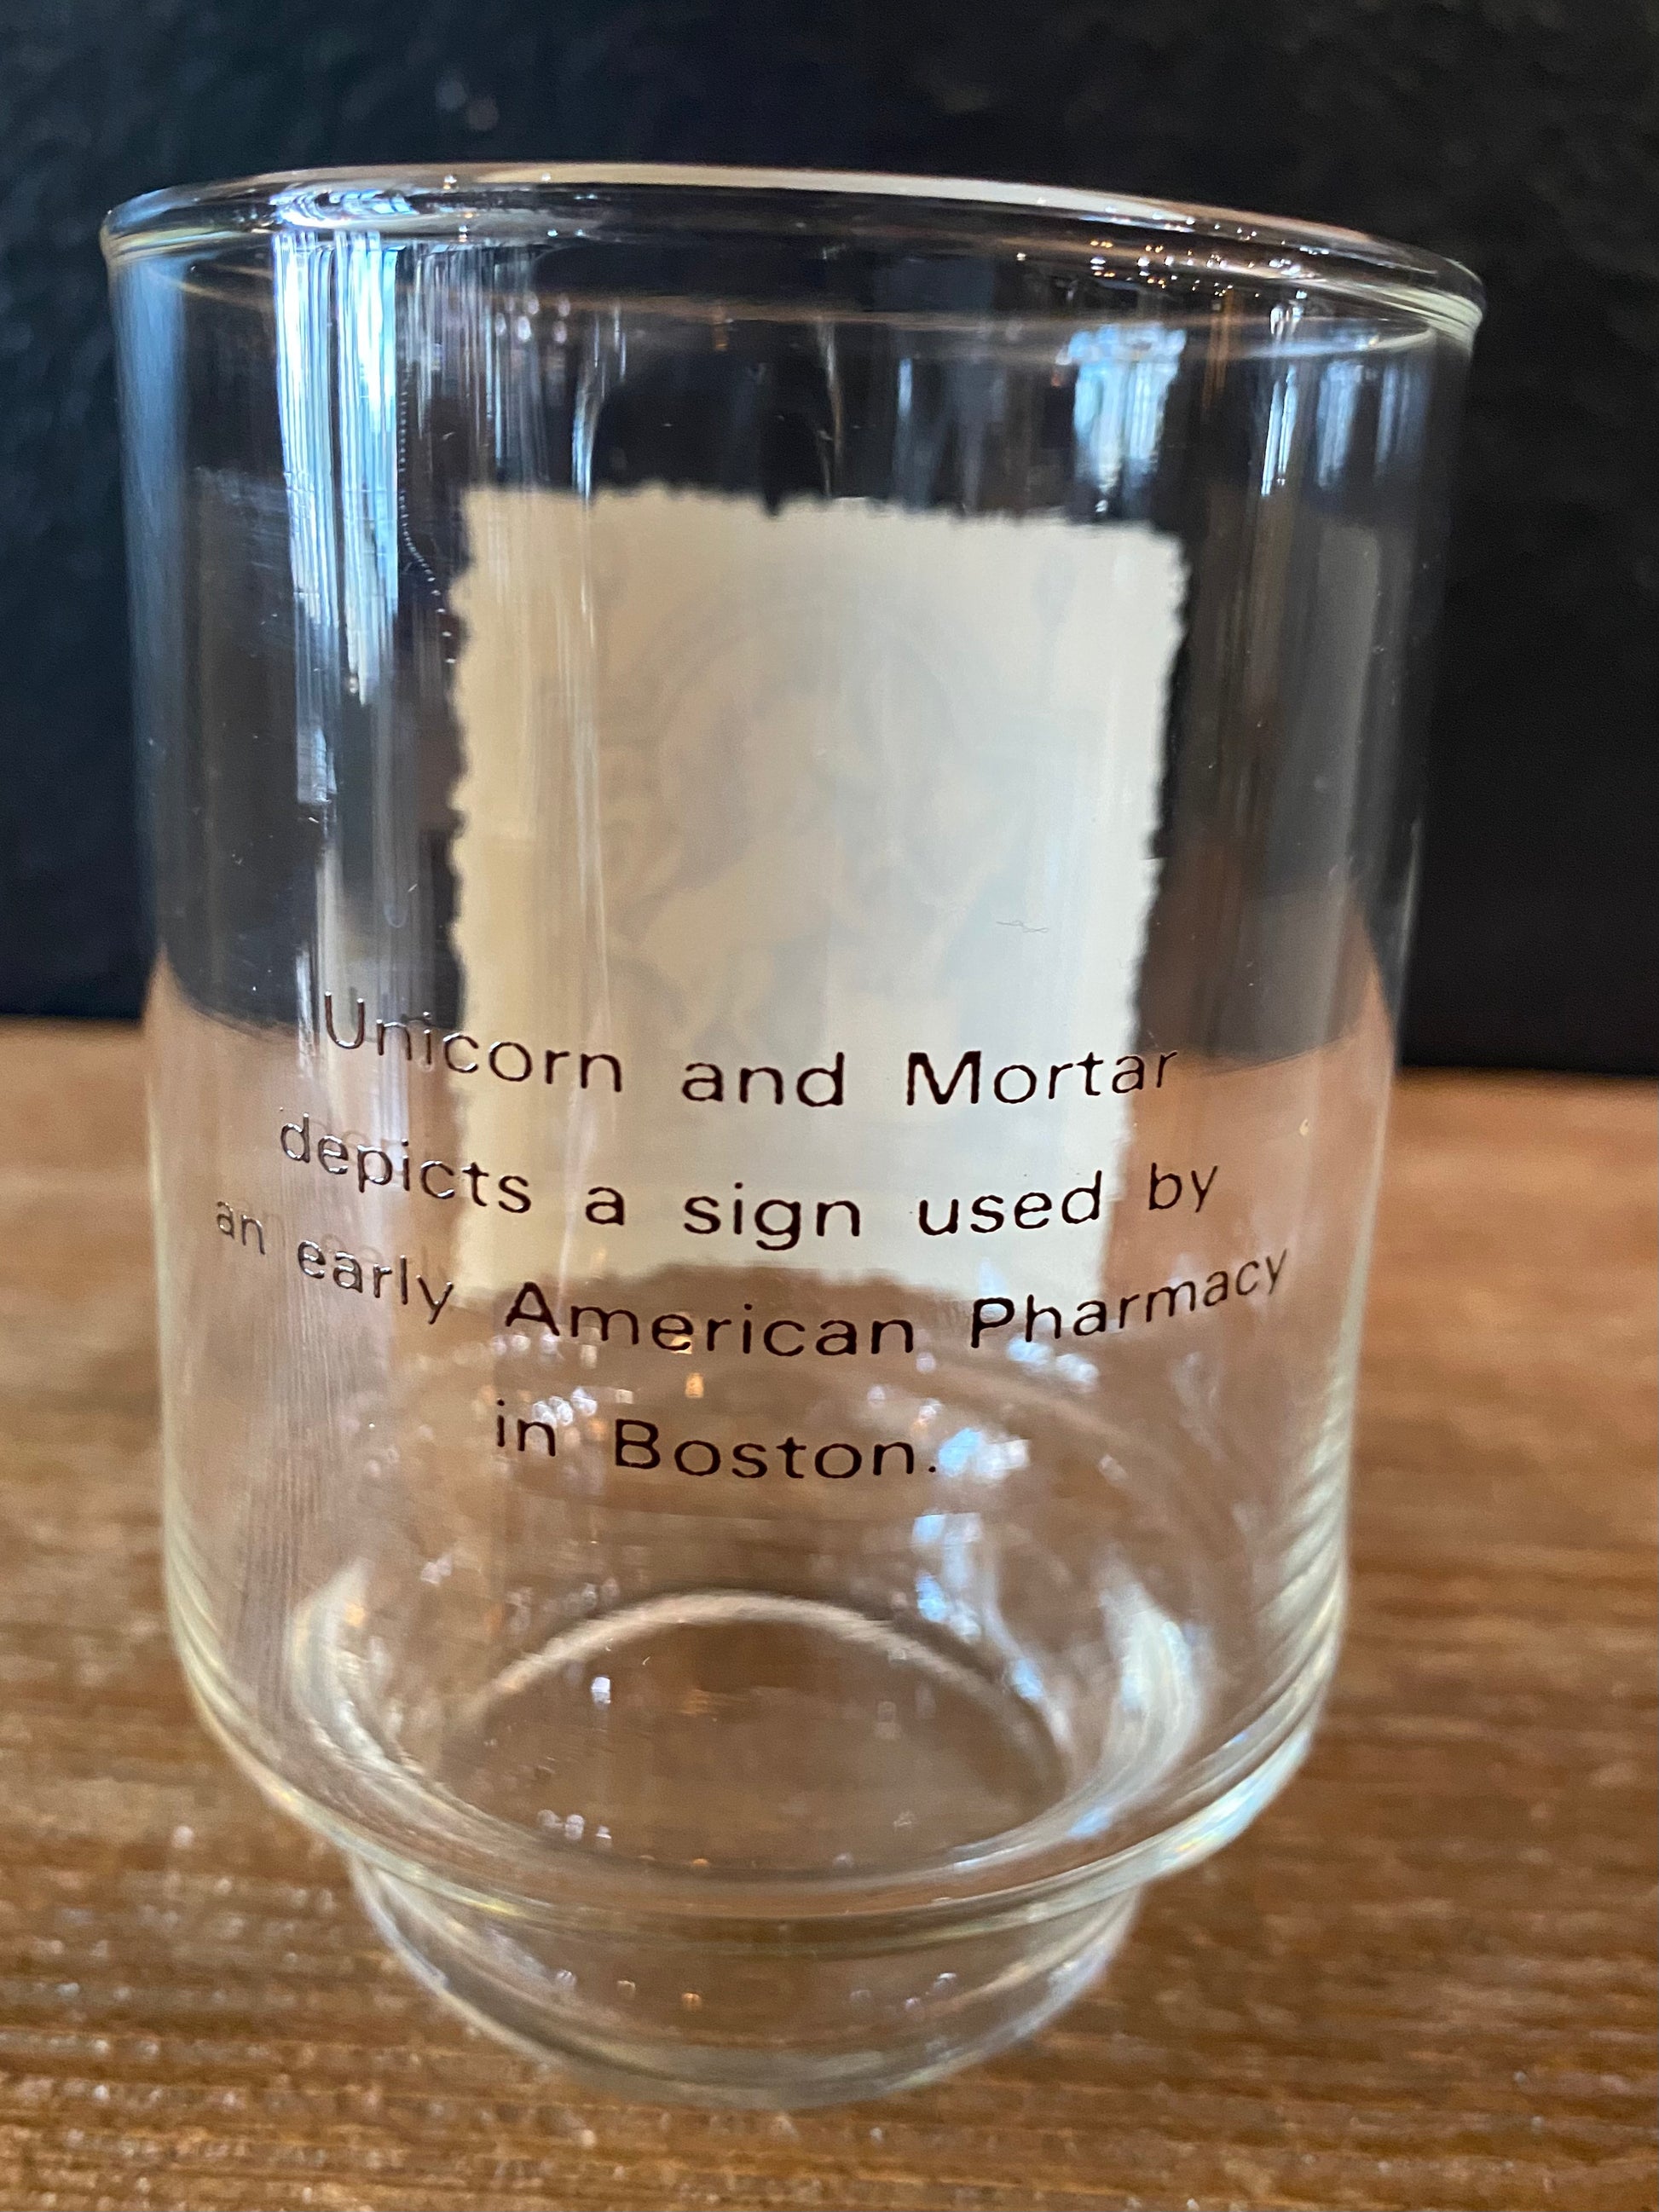 Unicorn and Mortar
depicts a sign used by
an early American Pharmacy
in Boston.